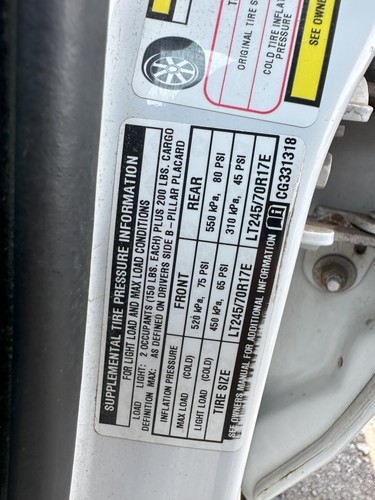 ORIGINAL TIRE
COLD TIRE
PRESSURE
SEE
SUPPLEMENTAL TIRE PRESSURE INFORMATION
FOR LIGHT LOAD AND MAX LOAD CONDITIONS
LOAD LIGHT: 2 OCCUPANTS (150 LBS. EACH) PLUS 200 LBS. CARGO
DEFINITION MAX: AS DEFINED ON DRIVERS SIDE B-PILLAR PLACARD
INFLATION PRESSURE FRONT REAR
MAX LOAD (COLD) 520 kPa, 75 PSI 550 kPa, 80 PSI
LIGHT LOAD (COLD) 450 kPa, 65 PSI 310 kPa, 45 PSI
TIRE SIZE LT245/70R17E LT245/70R17E
SEE OWNERS MANUAL FOR ADDITIONAL INFORMATION CG331318